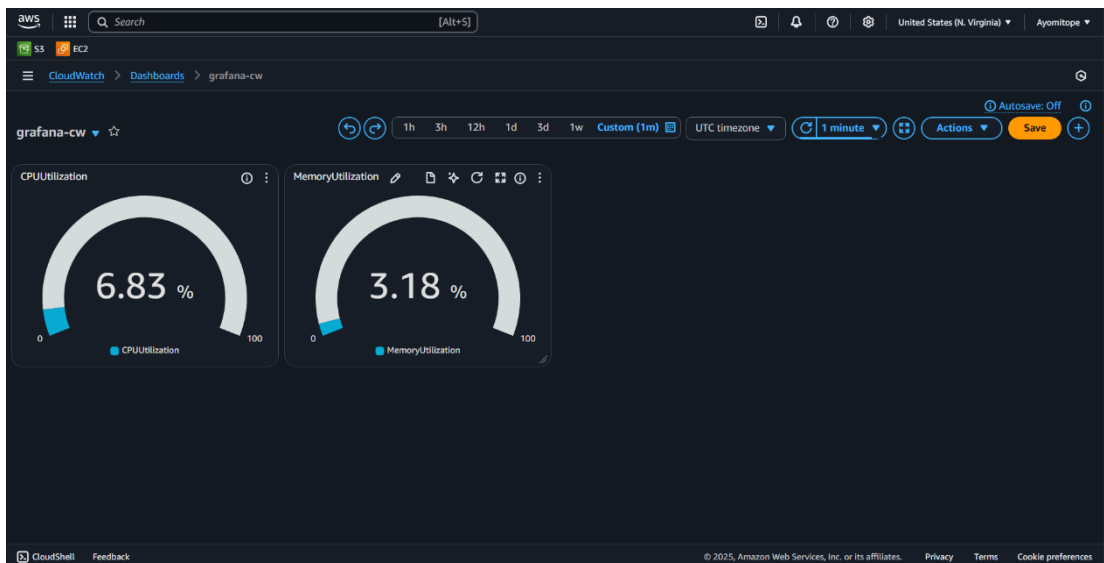 aws Search [Alt+S] United States (N. Virginia) Ayomitope
S3 EC2
CloudWatch > Dashboards > grafana-cw
Autosave: Off
grafana-cw 1h 3h 12h 1d 3d 1w Custom (1m) UTC timezone 1 minute Actions Save
CPUUtilization
6.83 %
0 100
CPUUtilization
MemoryUtilization
3.18 %
0 100
MemoryUtilization
CloudShell Feedback © 2025, Amazon Web Services, Inc. or its affiliates. Privacy Terms Cookie preferences